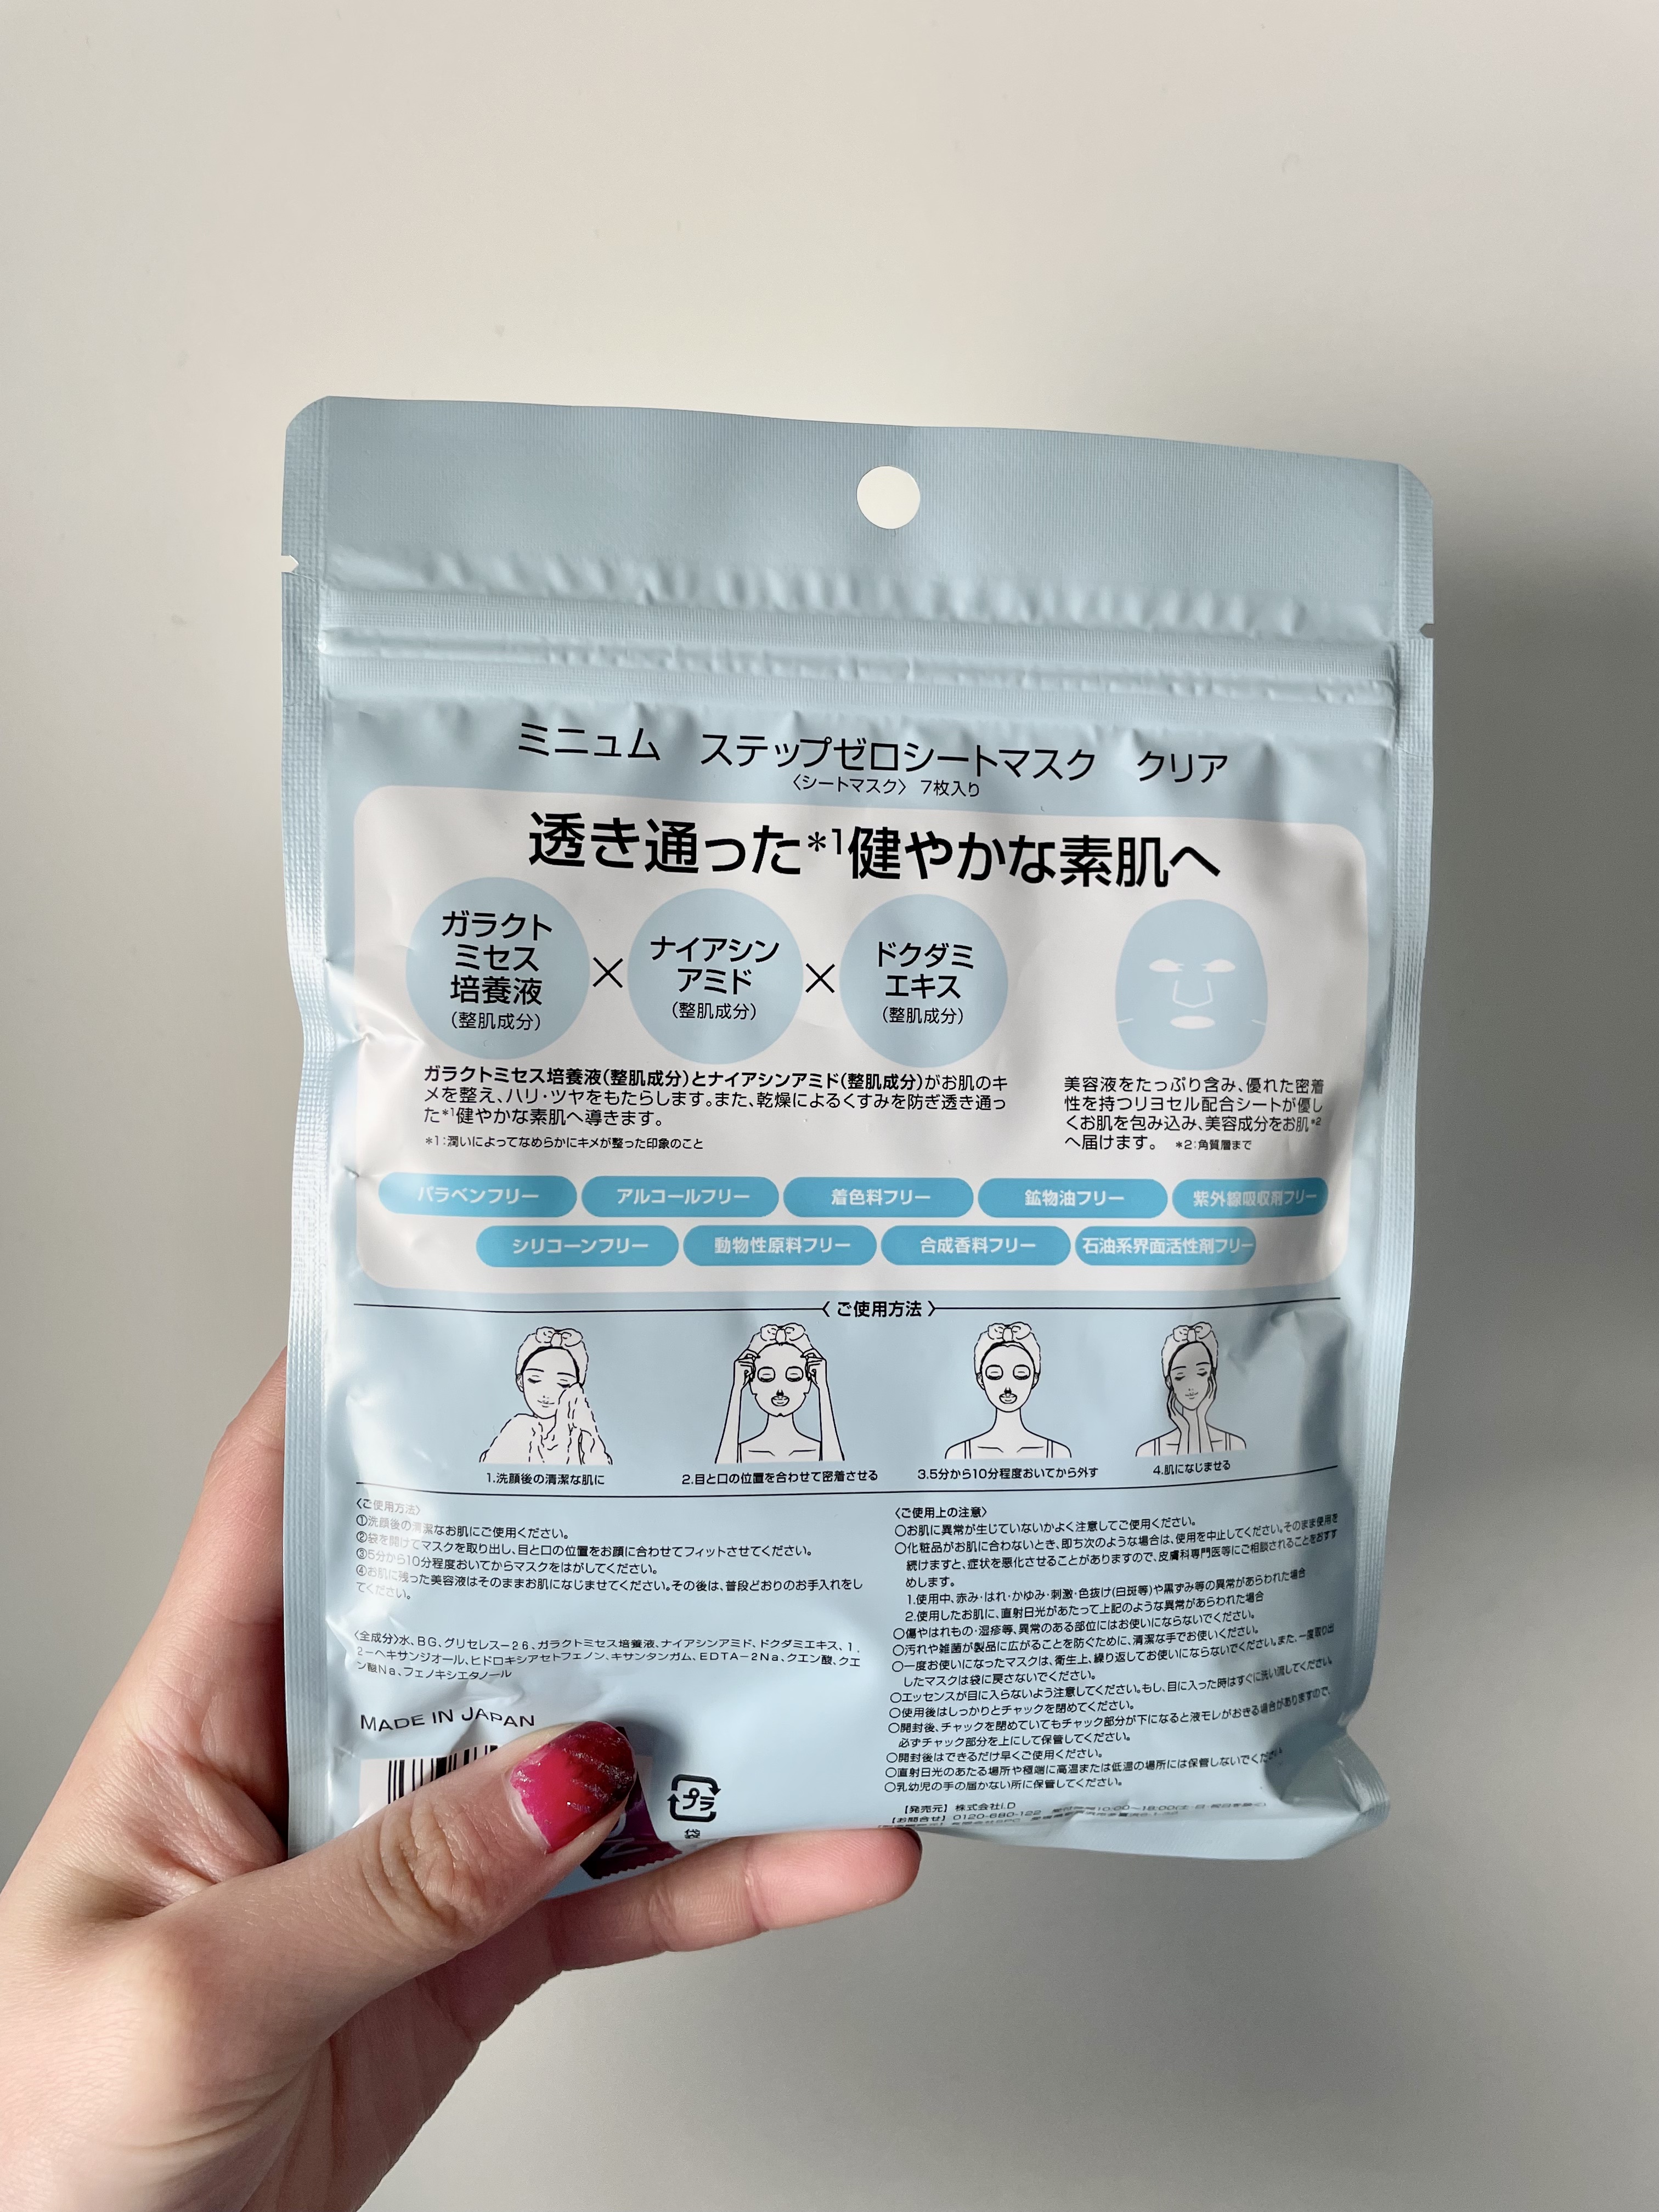 ミニュム　ステップゼロシートマスク　クリア
〈シートマスク〉 7枚入り
透き通った*1健やかな素肌へ
ガラクト
ミセス
培養液
(整肌成分)
×
ナイアシン
アミド
(整肌成分)
×
ドクダミ
エキス
(整肌成分)
ガラクトミセス培養液(整肌成分)とナイアシンアミド(整肌成分)がお肌のキ
メを整え、ハリ・ツヤをもたらします。また、乾燥によるくすみを防ぎ透き通っ
た*1健やかな素肌へ導きます。
*1:潤いによってなめらかにキメが整った印象のこと
美容液をたっぷり含み、優れた密着
性を持つリヨセル配合シートが優し
くお肌を包み込み、美容成分をお肌*2
へ届けます。 *2:角質層まで
パラベンフリー
アルコールフリー
着色料フリー
鉱物油フリー
紫外線吸収剤フリー
シリコーンフリー
動物性原料フリー
合成香料フリー
石油系界面活性剤フリー
〈ご使用方法〉
1.洗顔後の清潔な肌に
2.目と口の位置を合わせて密着させる
3.5分から10分程度おいてから外す
4.肌になじませる
〈ご使用方法〉
①洗顔後の清潔なお肌にご使用ください。
②袋を開けてマスクを取り出し、目と口の位置をお顔に合わせてフィットさせてください。
③5分から10分程度おいてからマスクをはがしてください。
④お肌に残った美容液はそのままお肌になじませてください。その後は、普段どおりのお手入れをし
てください。
〈全成分〉水、BG、グリセレス-26、ガラクトミセス培養液、ナイアシンアミド、ドクダミエキス、1、
2-ヘキサンジオール、ヒドロキシアセトフェノン、キサンタンガム、EDTA-2Na、クエン酸、クエ
ン酸Na、フェノキシエタノール
MADE IN JAPAN
プラ
袋
〈ご使用上の注意〉
○お肌に異常が生じていないかよく注意してご使用ください。
○化粧品がお肌に合わないとき、即ち次のような場合は、使用を中止してください。そのまま使用を
続けますと、症状を悪化させることがありますので、皮膚科専門医等にご相談されることをおすす
めします。
1.使用中、赤み・はれ・かゆみ・刺激・色抜け(白斑等)や黒ずみ等の異常があらわれた場合
2.使用したお肌に、直射日光があたって上記のような異常があらわれた場合
○傷やはれもの・湿疹等、異常のある部位にはお使いにならないでください。
○汚れや雑菌が製品に広がることを防ぐために、清潔な手でお使いください。
○一度お使いになったマスクは、衛生上、繰り返してお使いにならないでください。また、一度取り出
したマスクは袋に戻さないでください。
○エッセンスが目に入らないよう注意してください。もし、目に入った時はすぐに洗い流してください。
○使用後はしっかりとチャックを閉めてください。
○開封後、チャックを閉めていてもチャック部分が下になると液モレがおきる場合がありますので、
必ずチャック部分を上にして保管してください。
○開封後はできるだけ早くご使用ください。
○直射日光のあたる場所や極端に高温または低温の場所には保管しないでください。
○乳幼児の手の届かない所に保管してください。
【発売元】株式会社I.D
【お問合せ】0120-680-122 受付時間10:00~18:00(土・日・祝日を除く)